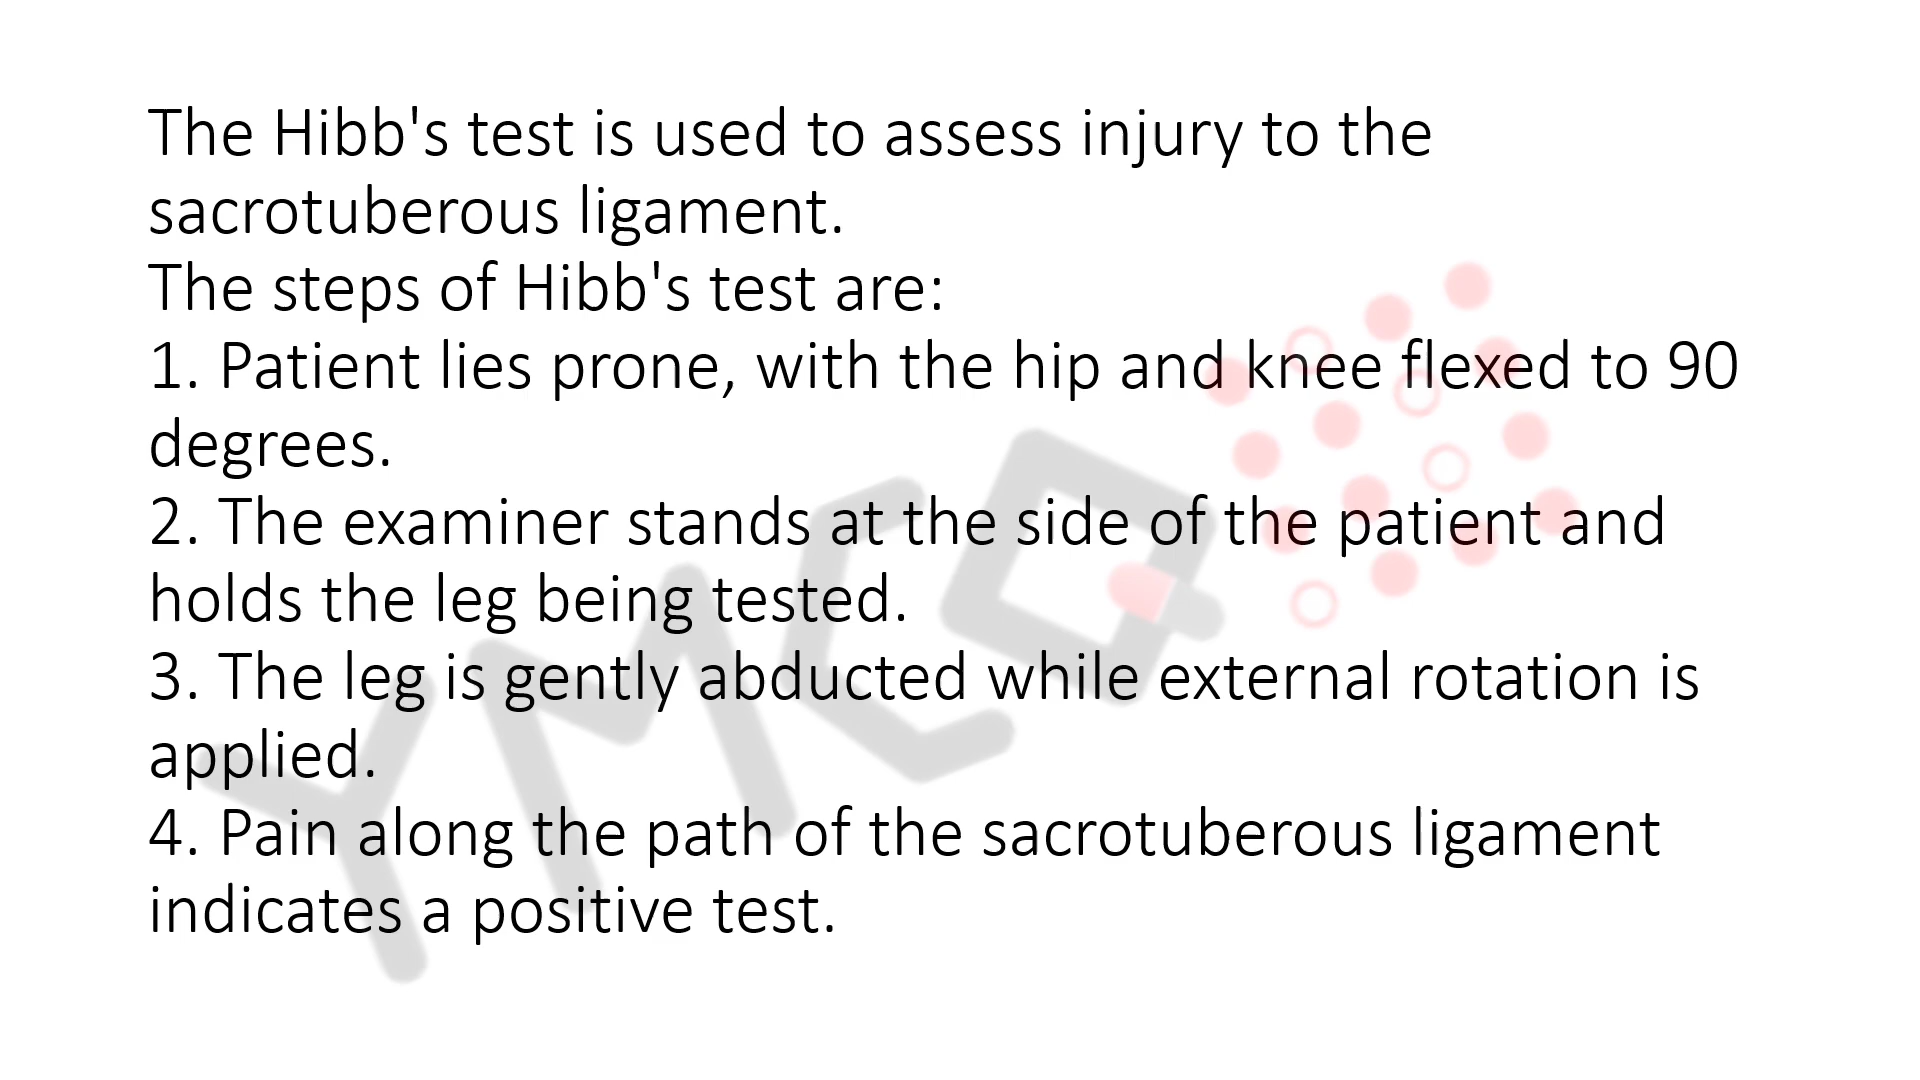 The Hibb's test is used to assess injury to the
sacrotuberous ligament.
The steps of Hibb's test are:
1. Patient lies prone, with the hip and knee flexed to 90
degrees.
2. The examiner stands at the side of the patient and
holds the leg being tested.
3. The leg is gently abducted while external rotation is
applied.
4. Pain along the path of the sacrotuberous ligament
indicates a positive test.
YMCQ